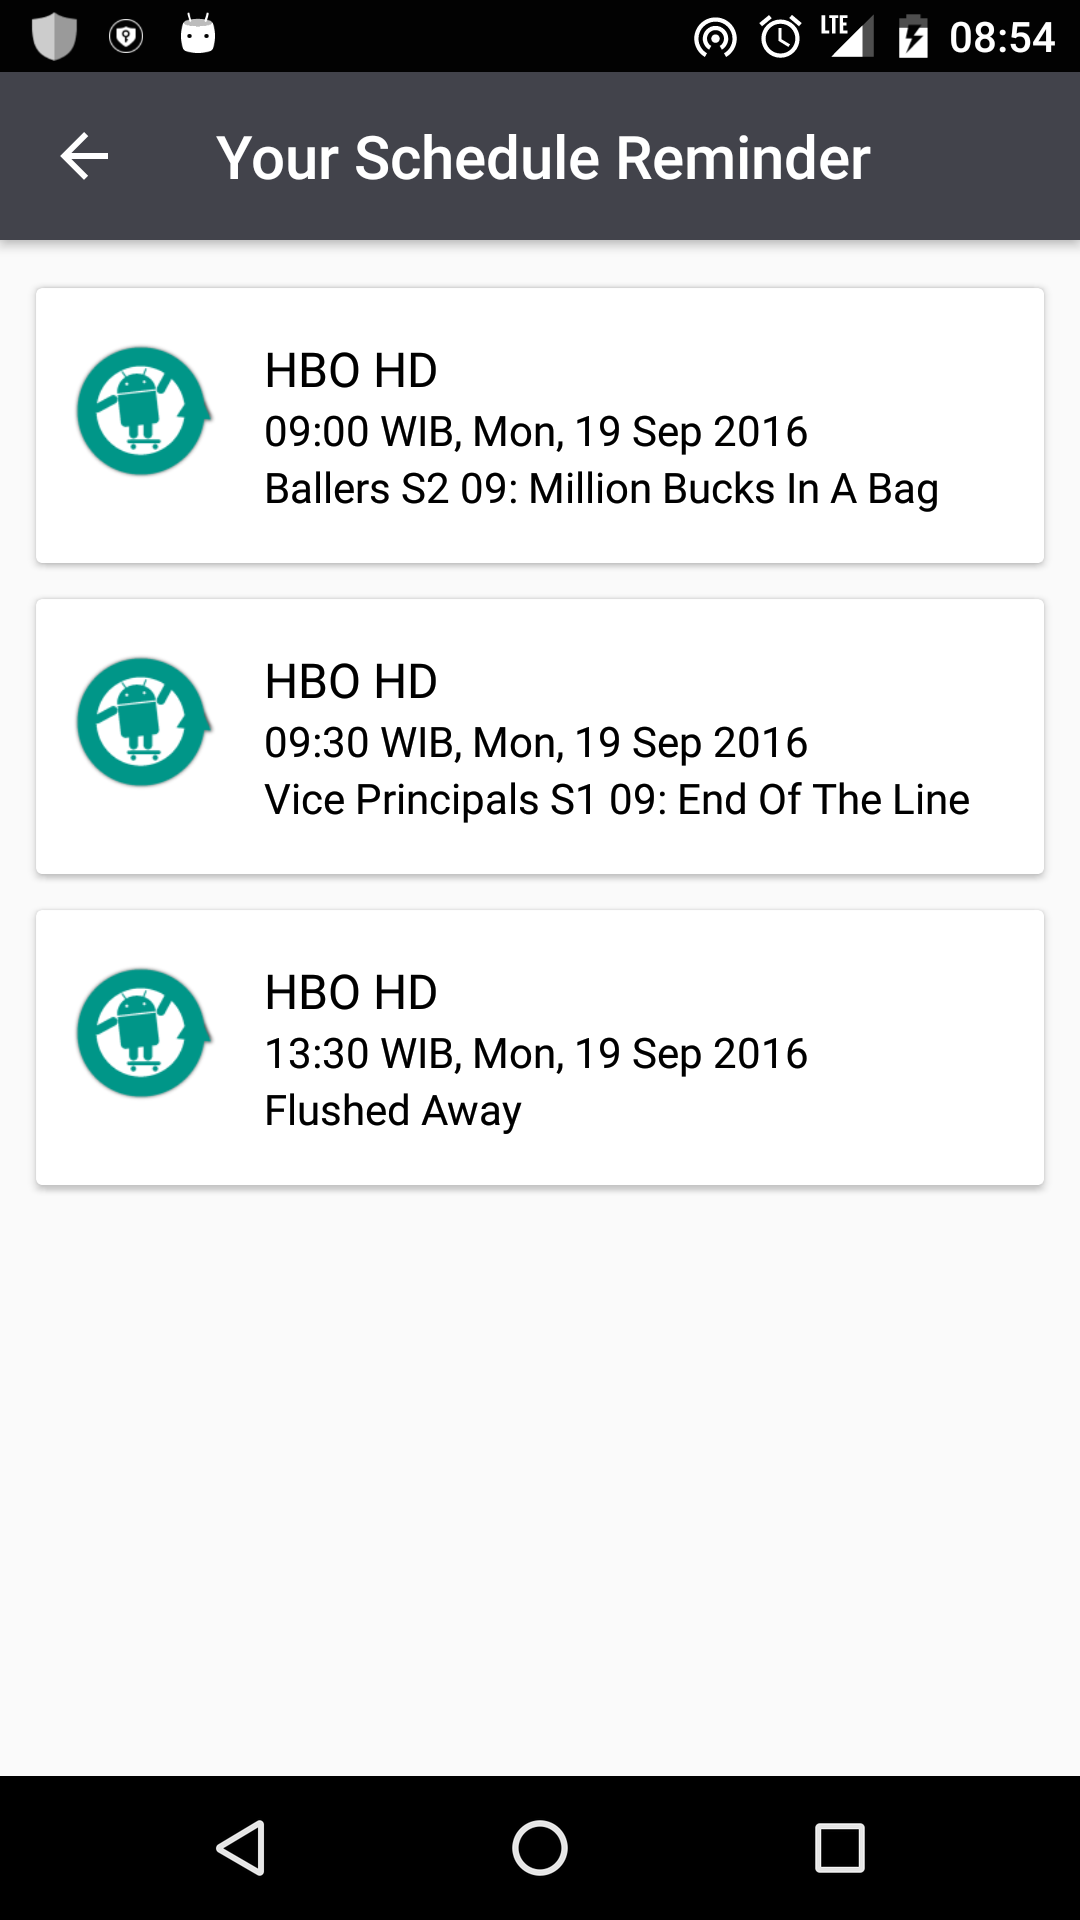 LTE 08:54
Your Schedule Reminder
HBO HD
09:00 WIB, Mon, 19 Sep 2016
Ballers S2 09: Million Bucks In A Bag
HBO HD
09:30 WIB, Mon, 19 Sep 2016
Vice Principals S1 09: End Of The Line
HBO HD
13:30 WIB, Mon, 19 Sep 2016
Flushed Away